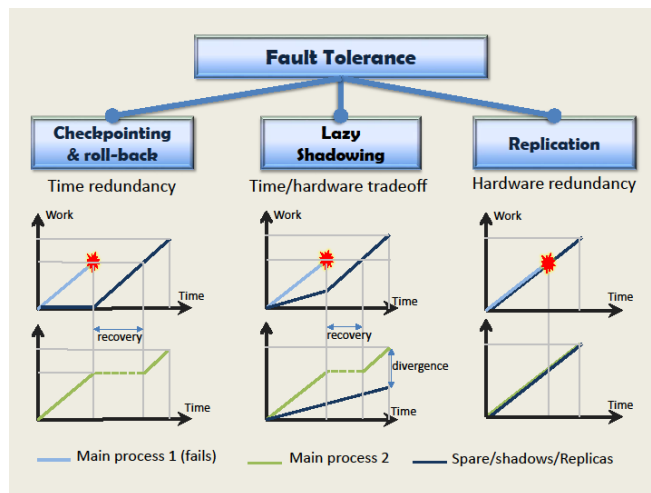 Fault Tolerance
Checkpointing
& roll-back
Lazy
Shadowing
Replication
Time redundancy
Time/hardware tradeoff
Hardware redundancy
Work
Time
recovery
Time
Work
Time
recovery
divergence
Time
Work
Time
Time
Main process 1 (fails)
Main process 2
Spare/shadows/Replicas